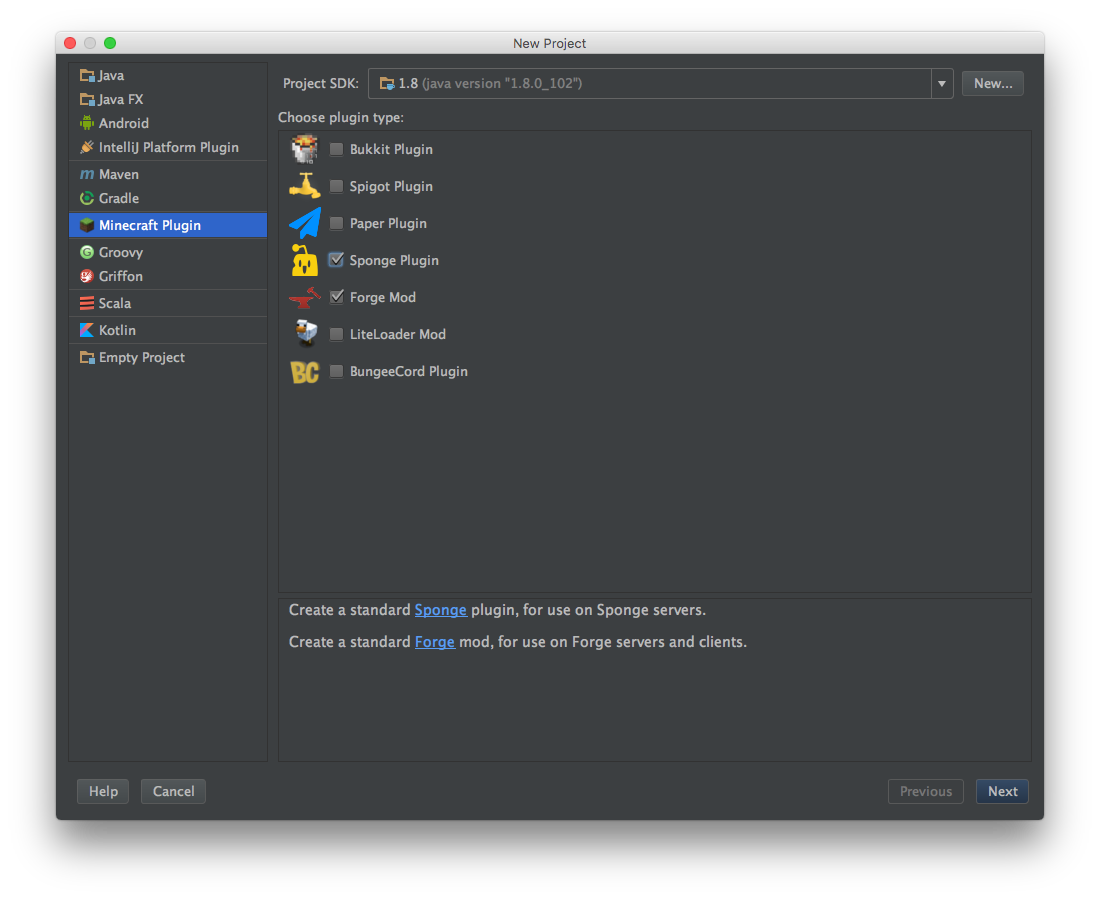 New Project
Java
Java FX
Android
IntelliJ Platform Plugin
Maven
Gradle
Minecraft Plugin
Groovy
Griffon
Scala
Kotlin
Empty Project
Project SDK: 1.8 (java version "1.8.0_102") New...
Choose plugin type:
Bukkit Plugin
Spigot Plugin
Paper Plugin
Sponge Plugin
Forge Mod
LiteLoader Mod
BC BungeeCord Plugin
Create a standard Sponge plugin, for use on Sponge servers.
Create a standard Forge mod, for use on Forge servers and clients.
Help Cancel Previous Next